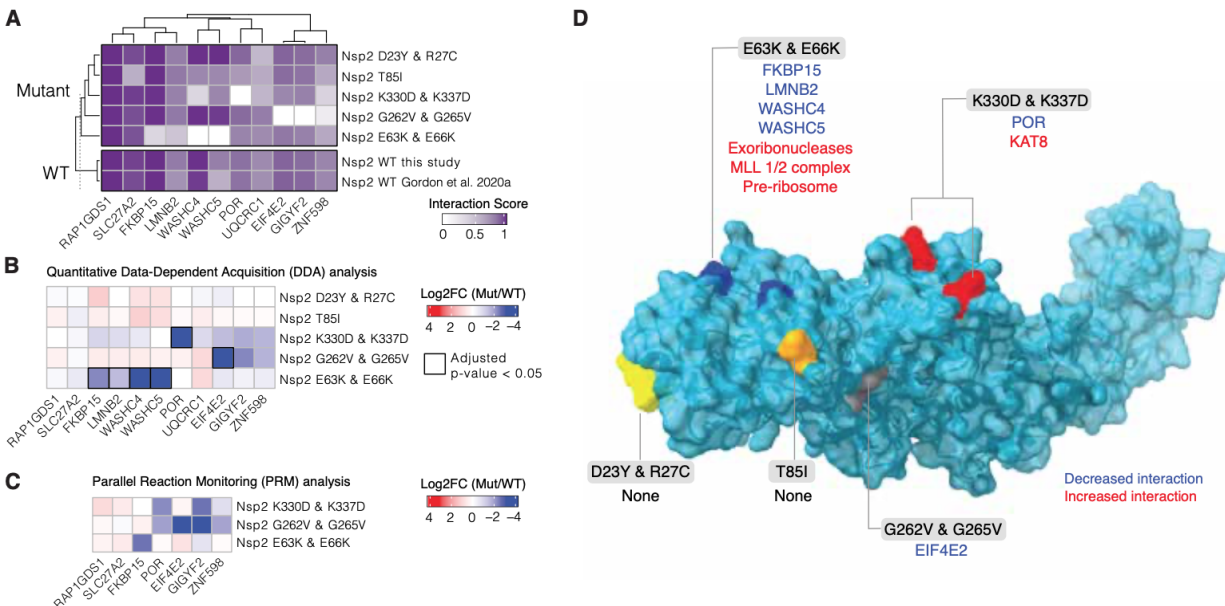 A
Mutant
WT
Nsp2 D23Y & R27C
Nsp2 T85I
Nsp2 K330D & K337D
Nsp2 G262V & G265V
Nsp2 E63K & E66K
Nsp2 WT this study
Nsp2 WT Gordon et al. 2020a
RAP1GDS1
SLC27A2
FKBP15
LMNB2
WASHC4
WASHC5
POR
UQCRC1
EIF4E2
GIGYF2
ZNF598
Interaction Score
0 0.5 1
B
Quantitative Data-Dependent Acquisition (DDA) analysis
Nsp2 D23Y & R27C
Nsp2 T85I
Nsp2 K330D & K337D
Nsp2 G262V & G265V
Nsp2 E63K & E66K
RAP1GDS1
SLC27A2
FKBP15
LMNB2
WASHC4
WASHC5
POR
UQCRC1
EIF4E2
GIGYF2
ZNF598
Log2FC (Mut/WT)
4 2 0 −2 −4
Adjusted
p-value < 0.05
C
Parallel Reaction Monitoring (PRM) analysis
Nsp2 K330D & K337D
Nsp2 G262V & G265V
Nsp2 E63K & E66K
RAP1GDS1
SLC27A2
FKBP15
POR
EIF4E2
GIGYF2
ZNF598
Log2FC (Mut/WT)
4 2 0 −2 −4
D
E63K & E66K
FKBP15
LMNB2
WASHC4
WASHC5
Exoribonucleases
MLL 1/2 complex
Pre-ribosome
K330D & K337D
POR
KAT8
D23Y & R27C
None
T85I
None
G262V & G265V
EIF4E2
Decreased interaction
Increased interaction